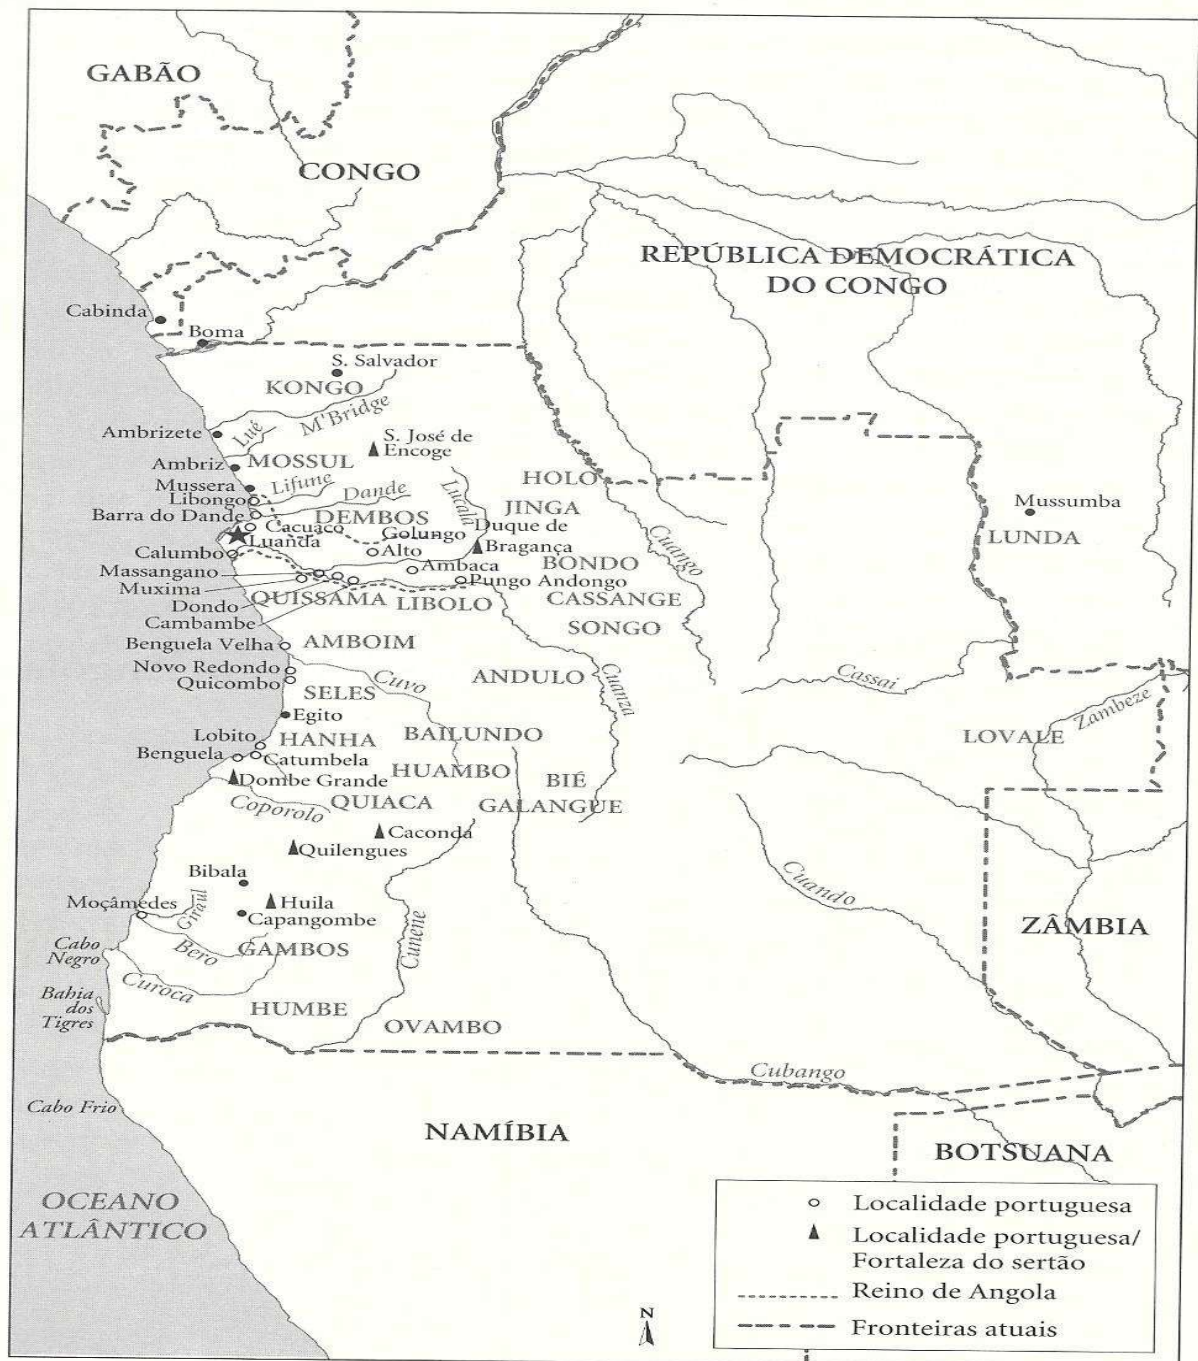 GABÃO
CONGO
REPÚBLICA DEMOCRÁTICA
DO CONGO
Cabinda
Boma
S. Salvador
KONGO
M'Bridge
Lué
Ambrizete
S. José de
Encoge
Ambriz
MOSSUL
Mussera
Lifune
Libongo
Dande
Barra do Dande
DEMBOS
Cacuaco
Luanda
Golungo
Alto
Lucala
HOLO
JINGA
Duque de
Bragança
Cuango
Mussumba
LUNDA
Calumbo
Massangano
Muxima
Dondo
Cambambe
Ambaca
Pungo Andongo
BONDO
CASSANGE
SONGO
QUISSAMA
LIBOLO
Benguela Velha
AMBOIM
Novo Redondo
Quicombo
SELES
Cuvo
ANDULO
Cuanza
Cassai
Zambeze
Egito
LOVALE
Lobito
HANHA
BAILUNDO
Benguela
Catumbela
HUAMBO
BIÉ
Dombe Grande
Coporolo
QUIACA
GALANGUE
Caconda
Quilengues
Bibala
Cuando
Moçâmedes
Giraul
Huila
Capangombe
Cunene
ZÂMBIA
Cabo
Negro
Bero
GAMBOS
Curoca
Bahia
dos
Tigres
HUMBE
OVAMBO
Cubango
Cabo Frio
NAMÍBIA
BOTSUANA
OCEANO
ATLÂNTICO
N
Localidade portuguesa
Localidade portuguesa/
Fortaleza do sertão
Reino de Angola
Fronteiras atuais